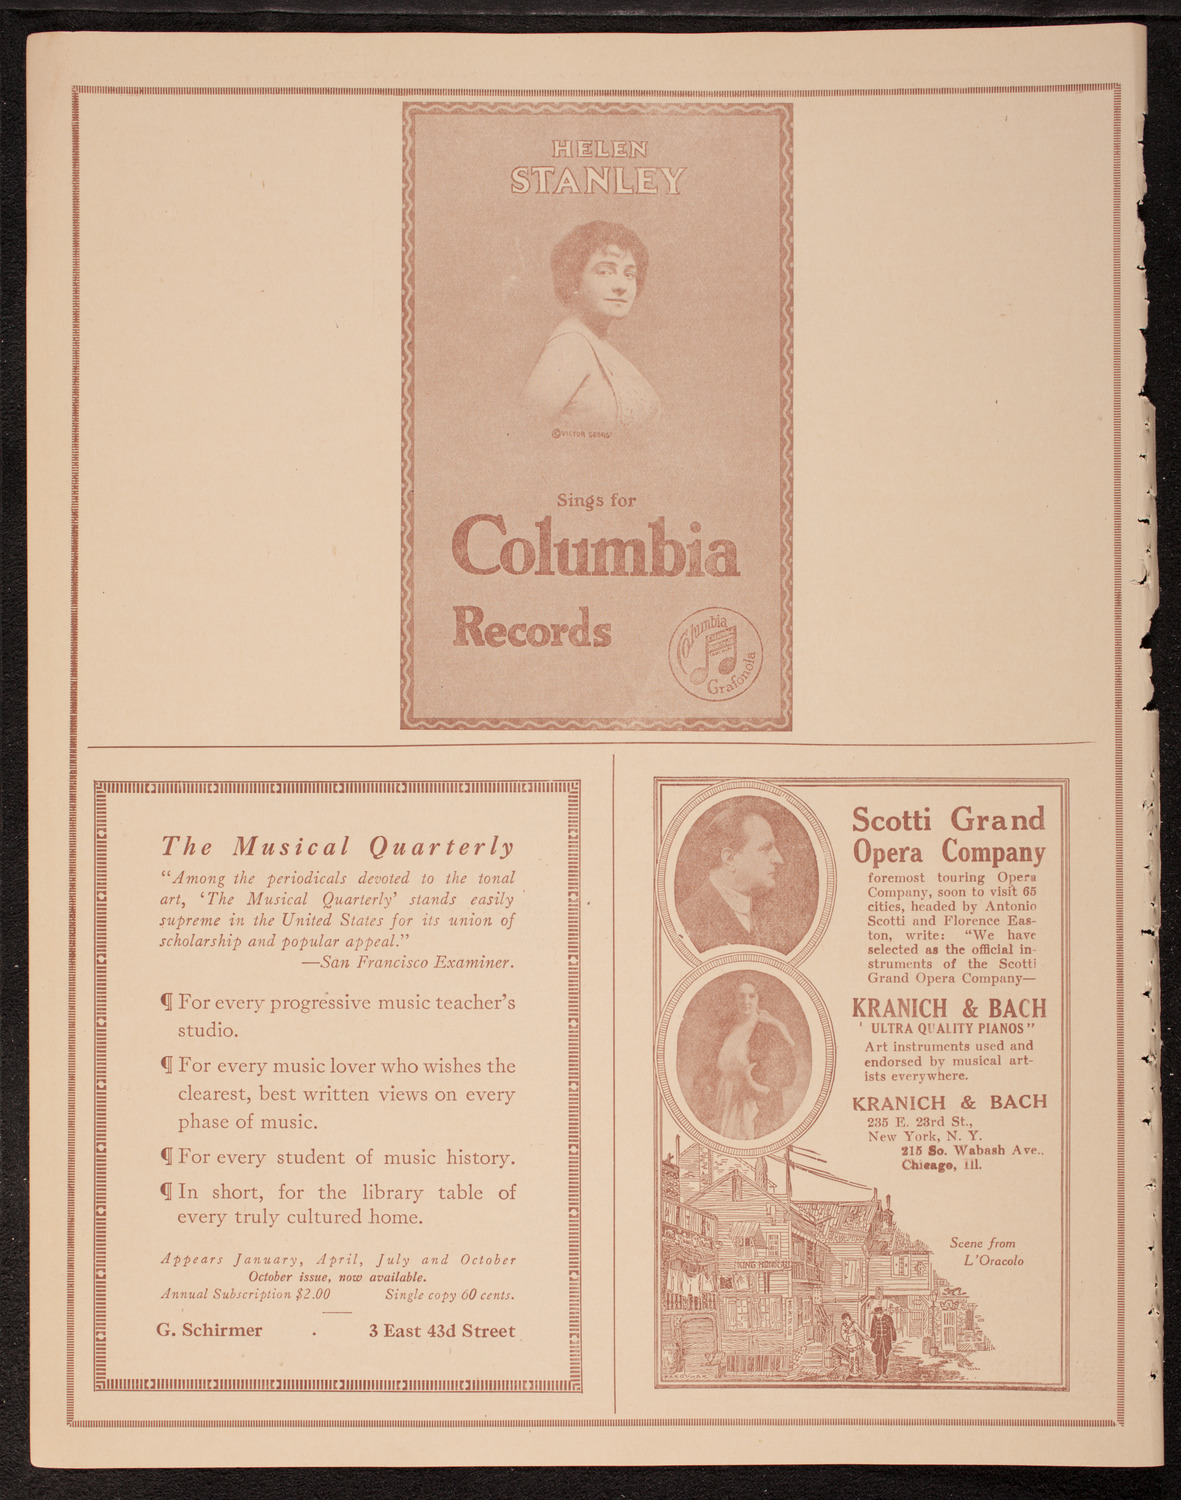 HELEN
STANLEY
Sings for
Columbia
Records
Columbia
Grafonola
The Musical Quarterly
“Among the periodicals devoted to the tonal
art, ‘The Musical Quarterly’ stands easily
supreme in the United States for its union of
scholarship and popular appeal.”
—San Francisco Examiner.
¶ For every progressive music teacher’s
studio.
¶ For every music lover who wishes the
clearest, best written views on every
phase of music.
¶ For every student of music history.
¶ In short, for the library table of
every truly cultured home.
Appears January, April, July and October
October issue, now available.
Annual Subscription $2.00 Single copy 60 cents.
G. Schirmer . 3 East 43d Street
Scotti Grand
Opera Company
foremost touring Opera
Company, soon to visit 65
cities, headed by Antonio
Scotti and Florence Eas-
ton, write: “We have
selected as the official in-
struments of the Scotti
Grand Opera Company—
KRANICH & BACH
' ULTRA QUALITY PIANOS”
Art instruments used and
endorsed by musical art-
ists everywhere.
KRANICH & BACH
235 E. 23rd St.,
New York, N. Y.
215 So. Wabash Ave.,
Chicago, Ill.
Scene from
L’Oracolo